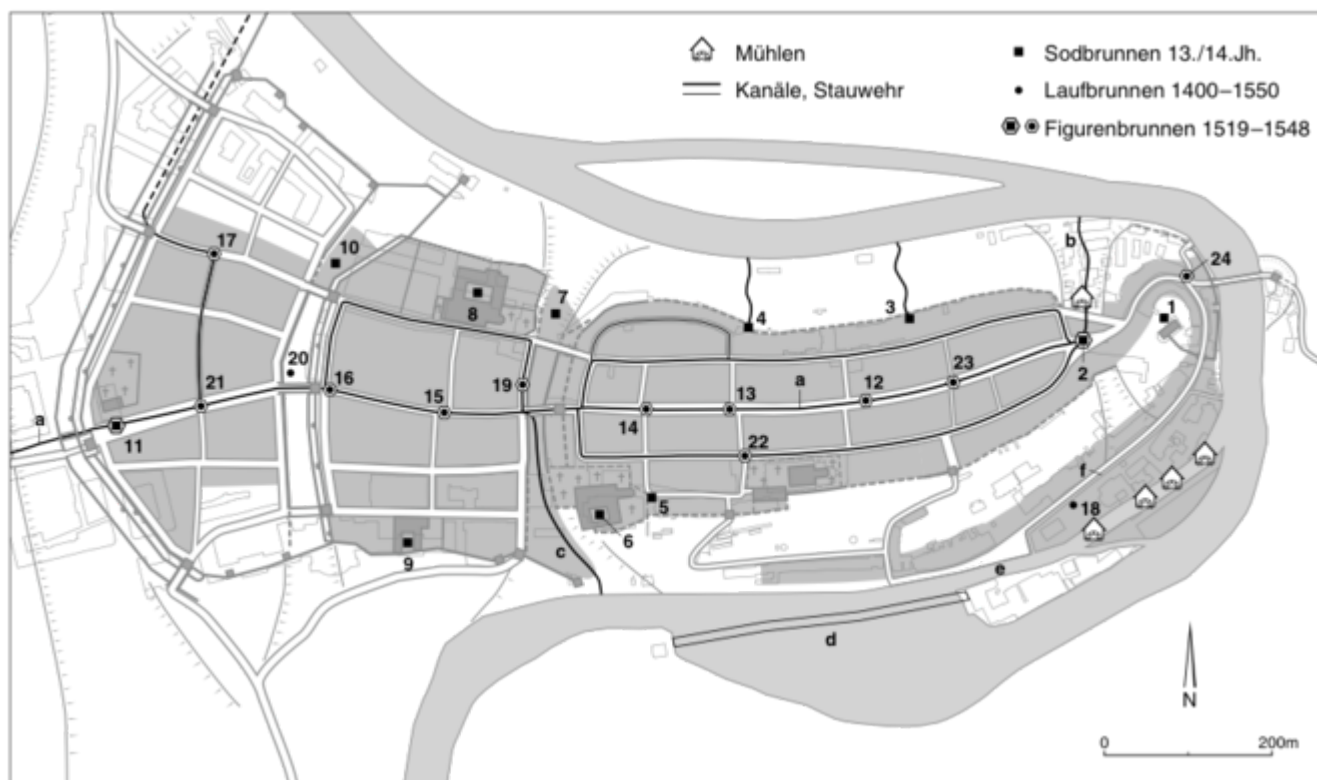 Mühlen
Kanäle, Stauwehr
Sodbrunnen 13./14.Jh.
Laufbrunnen 1400–1550
Figurenbrunnen 1519–1548
17
10
b
24
7
8
4
3
1
2
20
16
19
23
21
15
13
a
12
a
14
11
22
f
5
18
6
9
c
e
d
N
0
200m